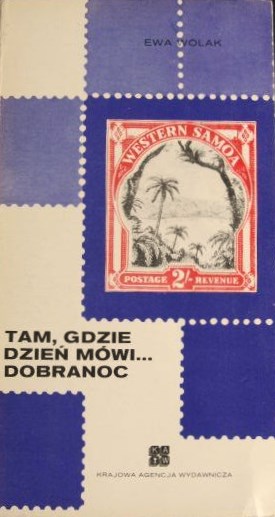 EWA WOLAK
WESTERN SAMOA
POSTAGE 2/- REVENUE
TAM, GDZIE
DZIEŃ MÓWI...
DOBRANOC
KRAJOWA AGENCJA WYDAWNICZA